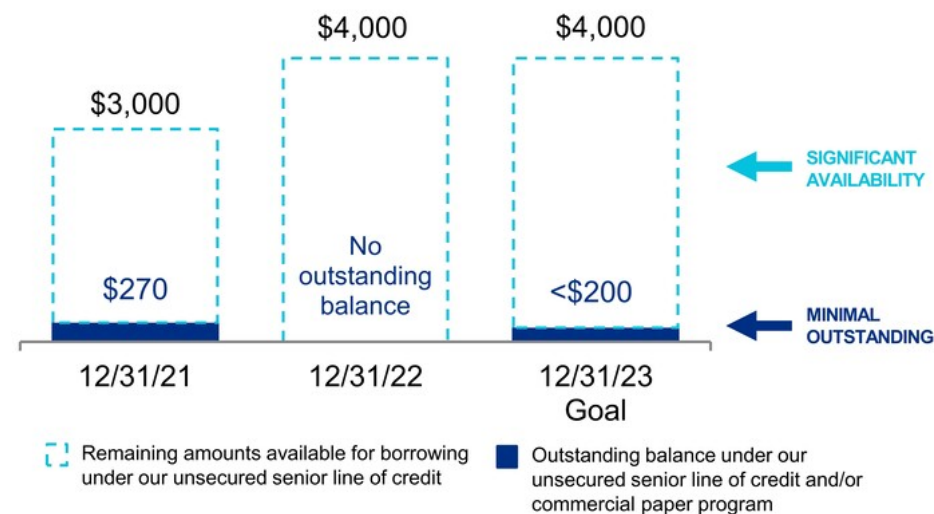 $4,000
$4,000
$3,000
SIGNIFICANT
AVAILABILITY
No
outstanding
balance
$270
<$200
MINIMAL
OUTSTANDING
12/31/21
12/31/22
12/31/23
Goal
Remaining amounts available for borrowing
under our unsecured senior line of credit
Outstanding balance under our
unsecured senior line of credit and/or
commercial paper program